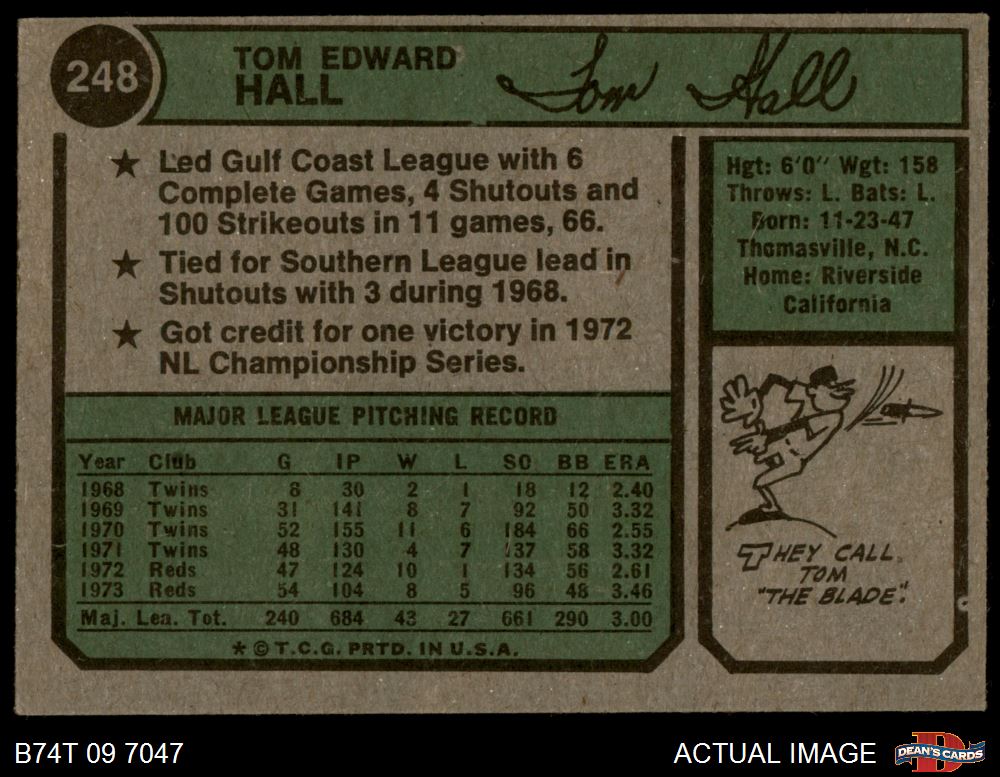 248
TOM EDWARD
HALL
Tom Hall
★ Led Gulf Coast League with 6
Complete Games, 4 Shutouts and
100 Strikeouts in 11 games, 66.
★ Tied for Southern League lead in
Shutouts with 3 during 1968.
★ Got credit for one victory in 1972
NL Championship Series.
MAJOR LEAGUE PITCHING RECORD
Year Club G IP W L SO BB ERA
1968 Twins 8 30 2 1 18 12 2.40
1969 Twins 31 141 8 7 92 50 3.32
1970 Twins 52 155 11 6 184 66 2.55
1971 Twins 48 130 4 7 137 58 3.32
1972 Reds 47 124 10 1 134 56 2.61
1973 Reds 54 104 8 5 96 48 3.46
Maj. Lea. Tot. 240 684 43 27 661 290 3.00
* © T.C.G. PRTD. IN U.S.A.
Hgt: 6'0" Wgt: 158
Throws: L. Bats: L.
Born: 11-23-47
Thomasville, N.C.
Home: Riverside
California
THEY CALL
TOM
"THE BLADE".
B74T 09 7047
ACTUAL IMAGE
D
DEAN'S CARDS